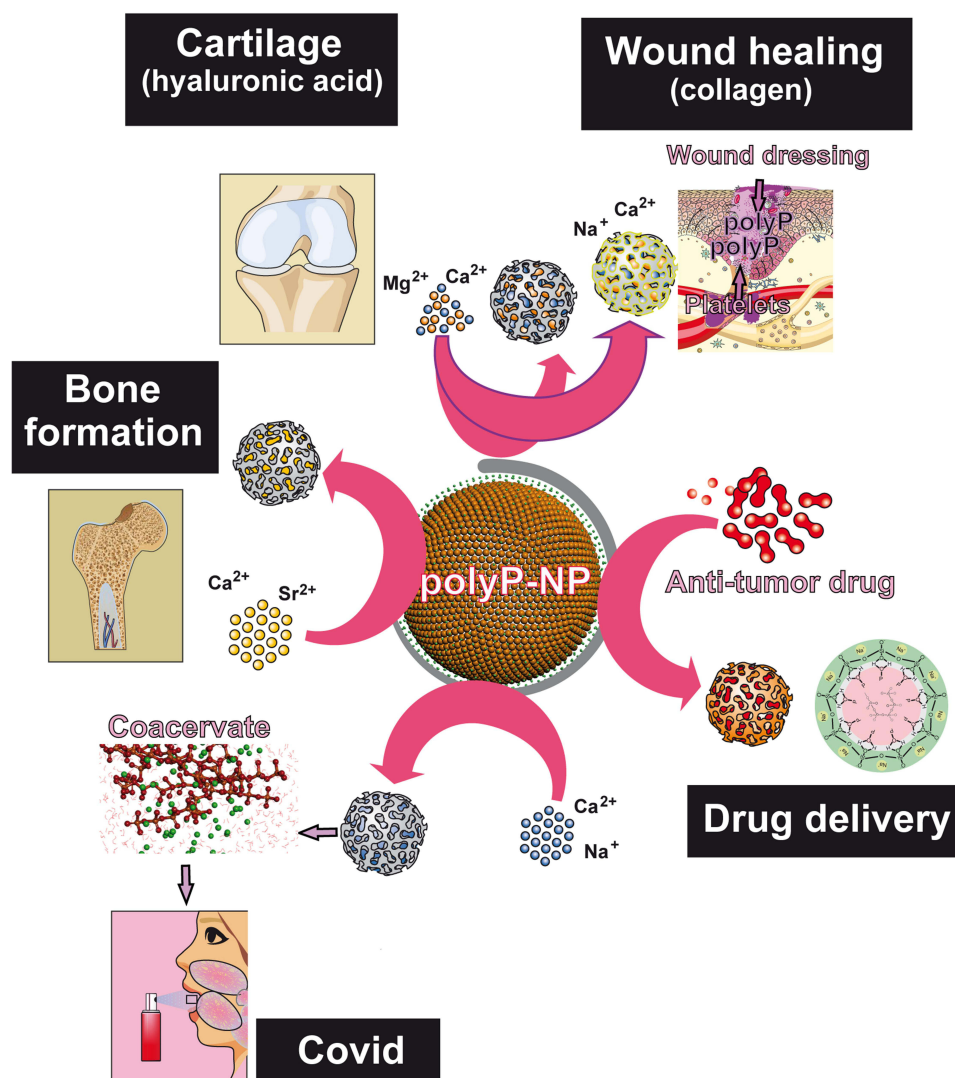 Cartilage
(hyaluronic acid)
Wound healing
(collagen)
Wound dressing
polyP
polyP
Platelets
Na⁺ Ca²⁺
Mg²⁺ Ca²⁺
Bone
formation
Ca²⁺
Sr²⁺
polyP-NP
Anti-tumor drug
Drug delivery
Coacervate
Ca²⁺
Na⁺
Covid